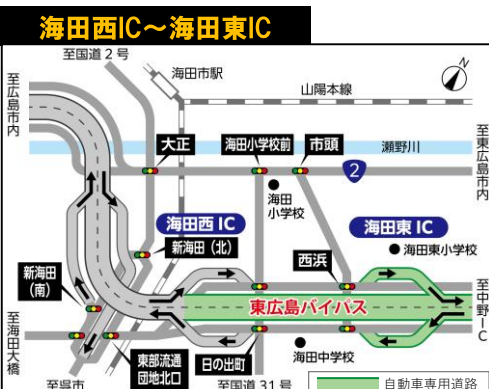 海田西IC～海田東IC
至国道2号
海田市駅
山陽本線
至広島市内
大正
海田小学校前
市頭
瀬野川
至東広島市内
2
海田
小学校
海田西 IC
海田東 IC
新海田（北）
海田東小学校
西浜
新海田
（南）
東広島バイパス
至中野IC
至海田大橋
東部流通
団地北口
日の出町
海田中学校
至呉市
至国道31号
自動車専用道路